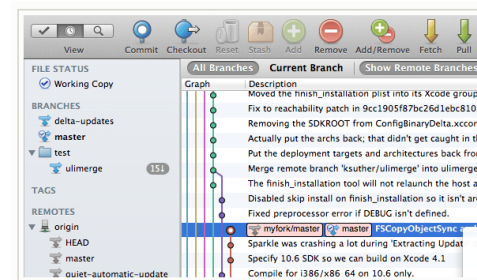 View Commit Checkout Reset Stash Add Remove Add/Remove Fetch Pull
FILE STATUS
Working Copy
BRANCHES
delta-updates
master
test
ulimerge 15↓
TAGS
REMOTES
origin
HEAD
master
quiet-automatic-update
All Branches Current Branch Show Remote Branches
Graph Description
Moved the finish_installation plist into its Xcode group
Fix to reachability patch in 9cc1905f87bc26d1ebc810
Removing the SDKROOT from ConfigBinaryDelta.xccon
Actually put the archs back; that didn't get caught in t
Put the deployment targets and architectures back fro
Merge remote branch 'ksuther/ulimerge' into ulimerge
The finish_installation tool will not relaunch the host a
Disabled skip install on finish_installation so it isn't ar
Fixed preprocessor error if DEBUG isn't defined.
myfork/master master FSCopyObjectSync a
Sparkle was crashing a lot during 'Extracting Updat
Specify 10.6 SDK so we can build on Xcode 4.1
Compile for i386/x86_64 on 10.6 only.